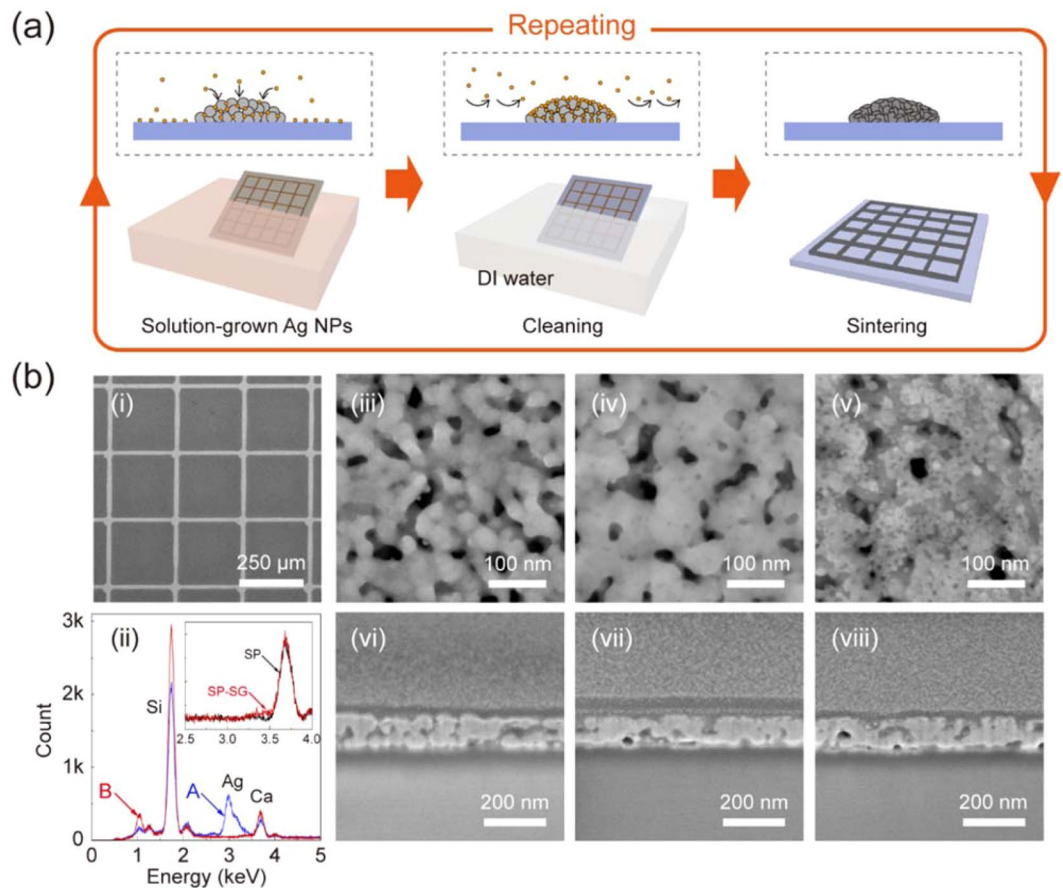 (a)
Repeating
DI water
Solution-grown Ag NPs
Cleaning
Sintering
(b)
(i)
250 μm
(iii)
100 nm
(iv)
100 nm
(v)
100 nm
(ii)
3k
2k
1k
0
Count
Si
SP
SP-SG
2.5 3.0 3.5 4.0
B
A
Ag
Ca
0 1 2 3 4 5
Energy (keV)
(vi)
200 nm
(vii)
200 nm
(viii)
200 nm